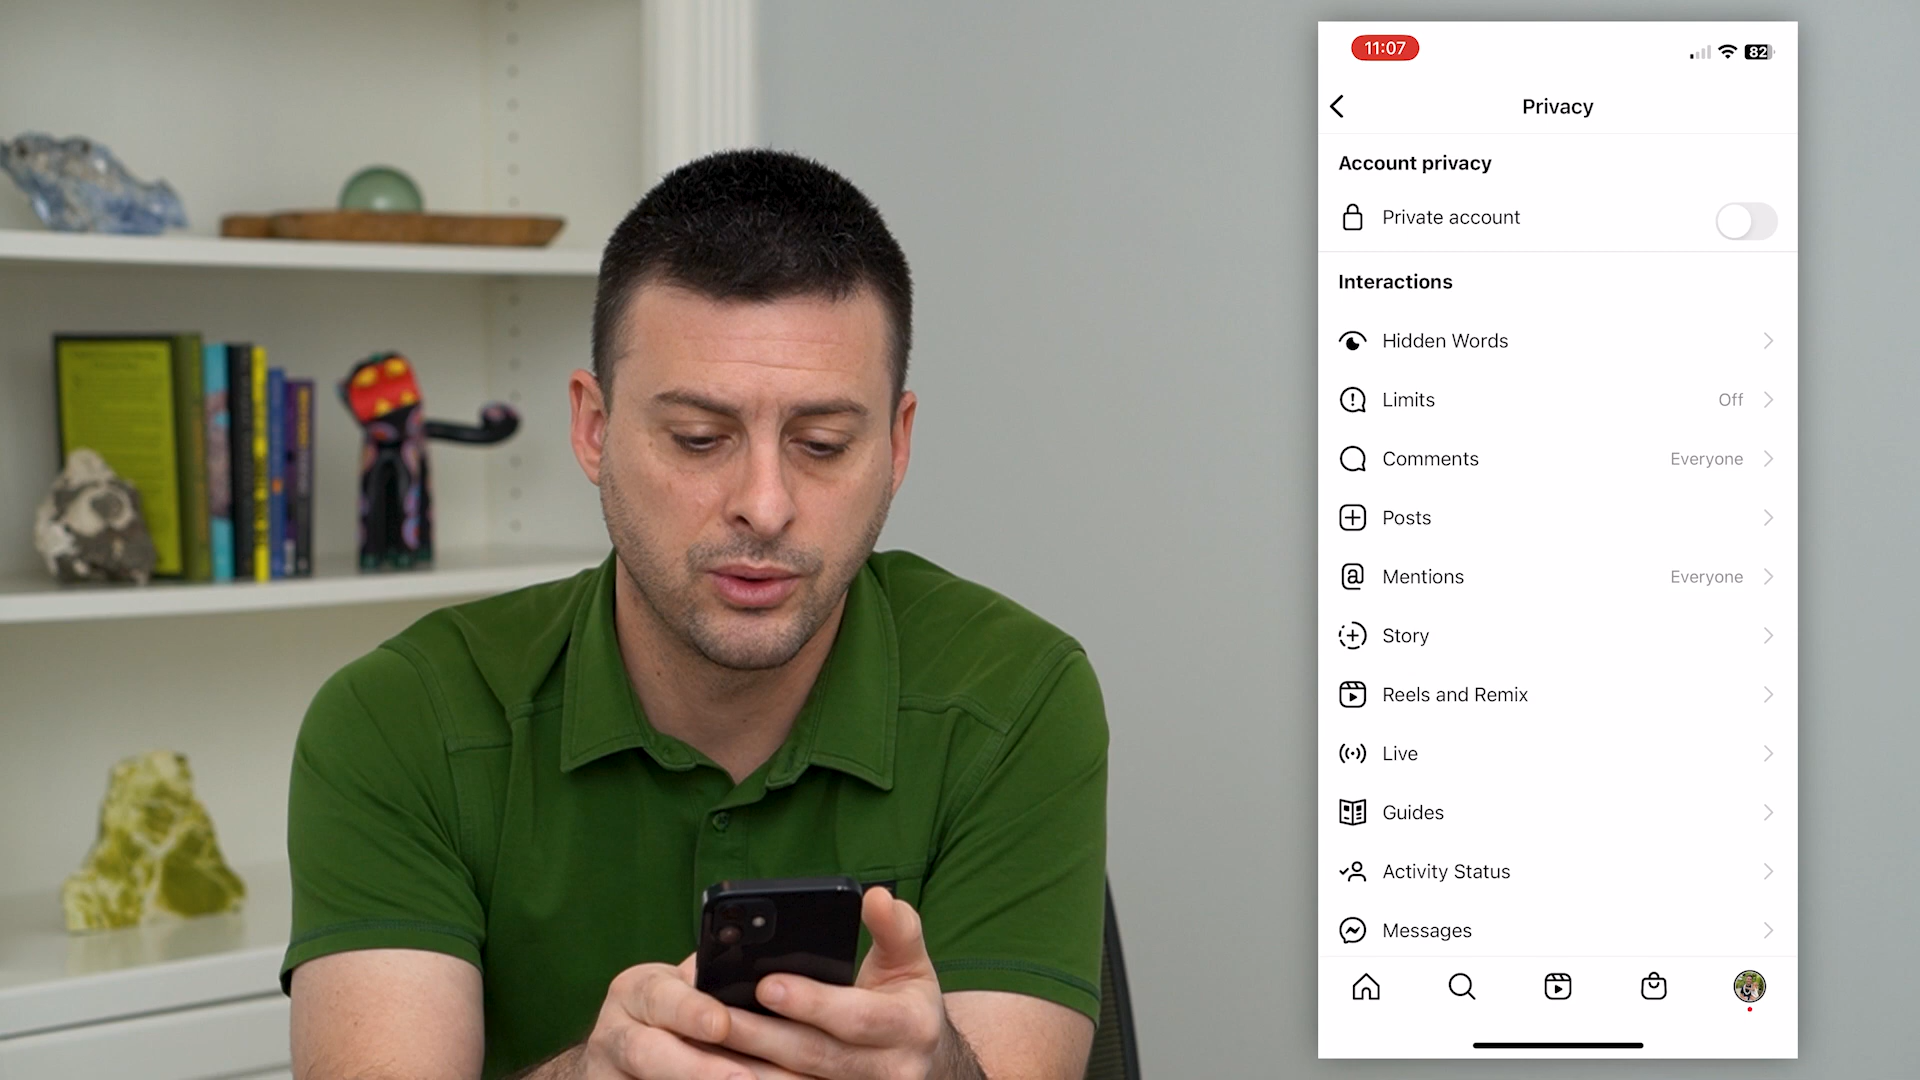 11:07
82
Privacy
Account privacy
Private account
Interactions
Hidden Words
Limits Off
Comments Everyone
Posts
Mentions Everyone
Story
Reels and Remix
Live
Guides
Activity Status
Messages